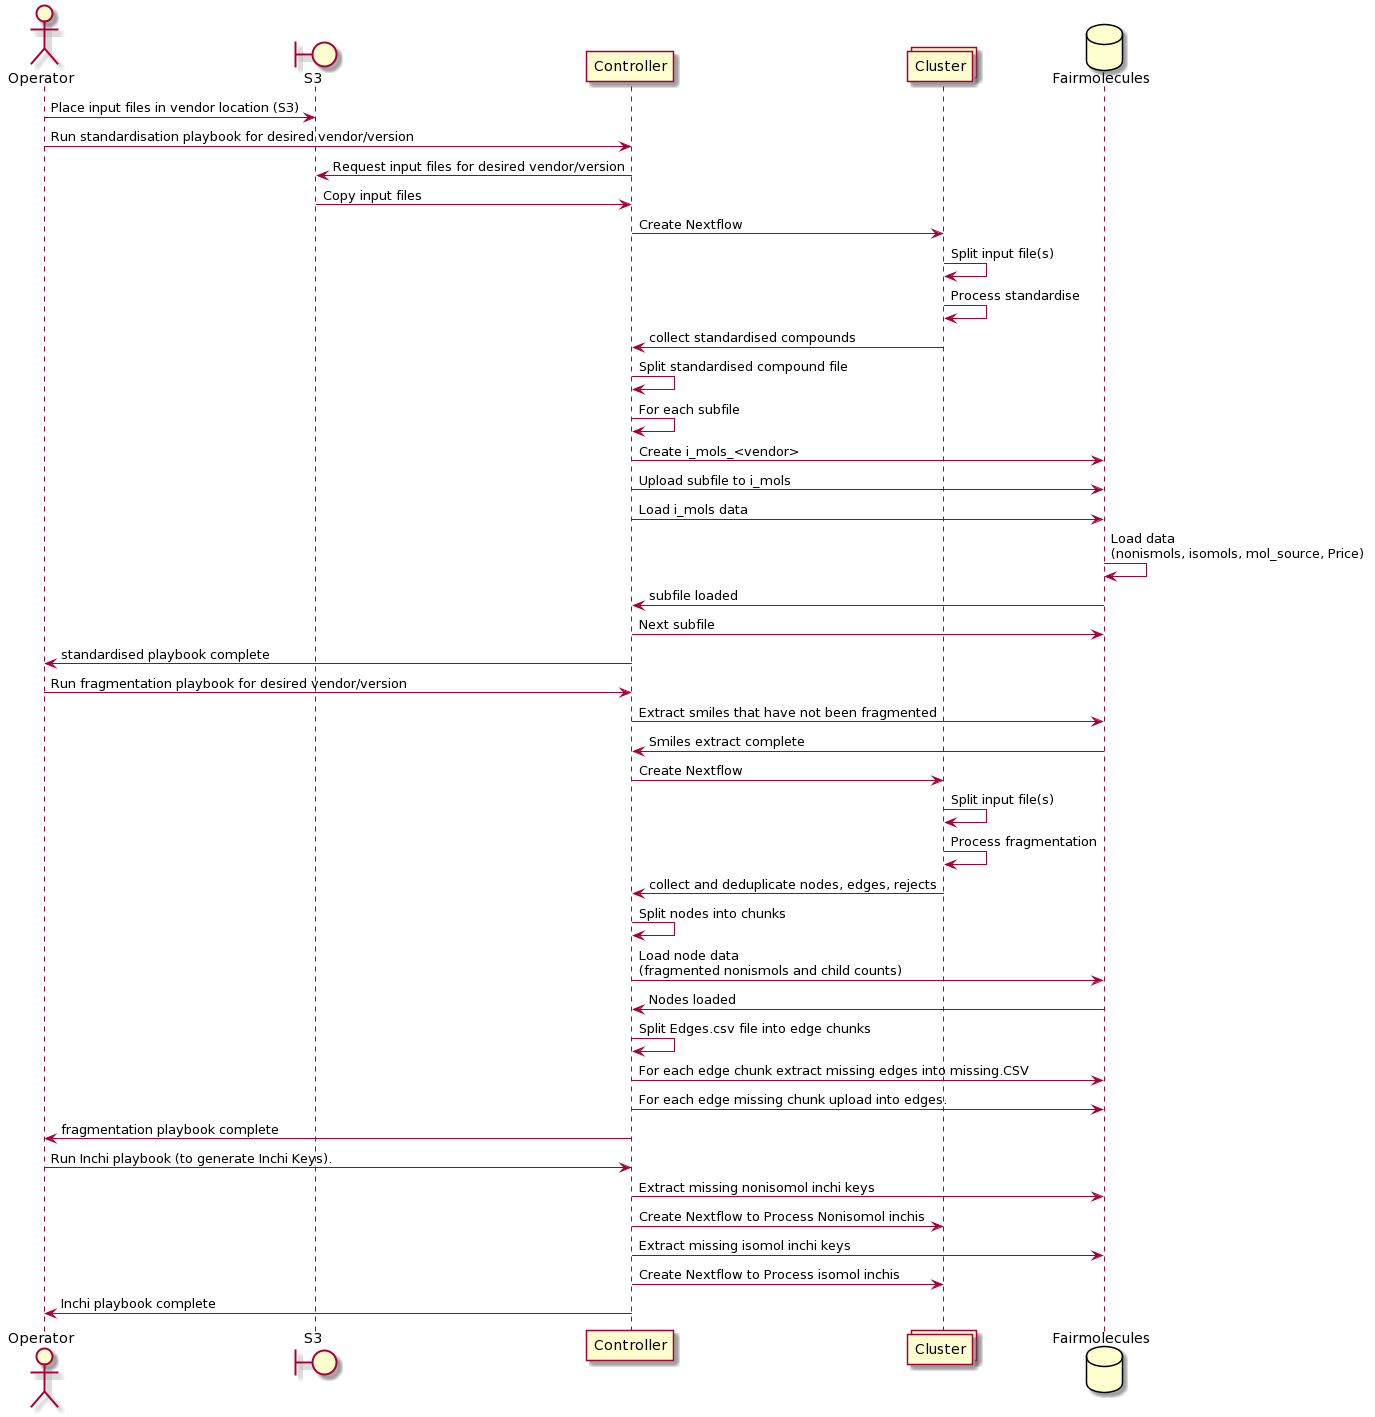 Operator
S3
Controller
Cluster
Fairmolecules
Place input files in vendor location (S3)
Run standardisation playbook for desired vendor/version
Request input files for desired vendor/version
Copy input files
Create Nextflow
Split input file(s)
Process standardise
collect standardised compounds
Split standardised compound file
For each subfile
Create i_mols_<vendor>
Upload subfile to i_mols
Load i_mols data
Load data
(nonismols, isomols, mol_source, Price)
subfile loaded
Next subfile
standardised playbook complete
Run fragmentation playbook for desired vendor/version
Extract smiles that have not been fragmented
Smiles extract complete
Create Nextflow
Split input file(s)
Process fragmentation
collect and deduplicate nodes, edges, rejects
Split nodes into chunks
Load node data
(fragmented nonismols and child counts)
Nodes loaded
Split Edges.csv file into edge chunks
For each edge chunk extract missing edges into missing.CSV
For each edge missing chunk upload into edges.
fragmentation playbook complete
Run Inchi playbook (to generate Inchi Keys).
Extract missing nonisomol inchi keys
Create Nextflow to Process Nonisomol inchis
Extract missing isomol inchi keys
Create Nextflow to Process isomol inchis
Inchi playbook complete
Operator
S3
Controller
Cluster
Fairmolecules